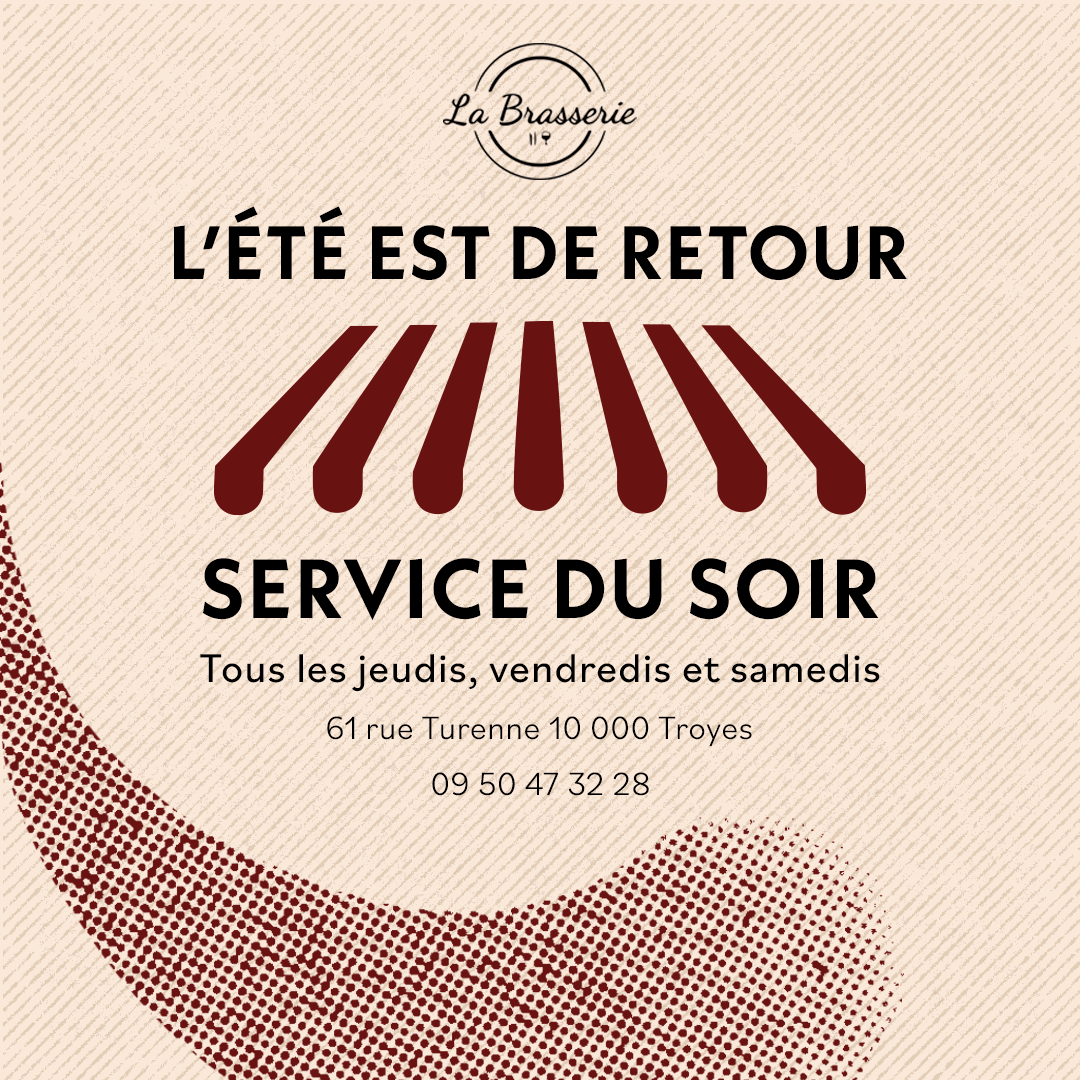 La Brasserie
L’ÉTÉ EST DE RETOUR
SERVICE DU SOIR
Tous les jeudis, vendredis et samedis
61 rue Turenne 10 000 Troyes
09 50 47 32 28